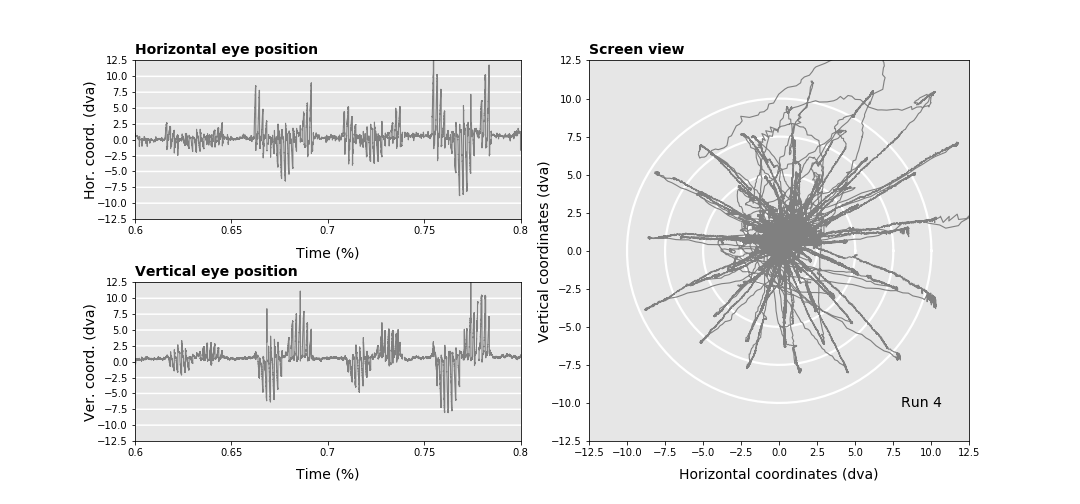 Horizontal eye position
Hor. coord. (dva)
12.5
10.0
7.5
5.0
2.5
0.0
−2.5
−5.0
−7.5
−10.0
−12.5
0.6 0.65 0.7 0.75 0.8
Time (%)
Vertical eye position
Ver. coord. (dva)
12.5
10.0
7.5
5.0
2.5
0.0
−2.5
−5.0
−7.5
−10.0
−12.5
0.6 0.65 0.7 0.75 0.8
Time (%)
Screen view
Vertical coordinates (dva)
12.5
10.0
7.5
5.0
2.5
0.0
−2.5
−5.0
−7.5
−10.0
−12.5
Run 4
−12.5 −10.0 −7.5 −5.0 −2.5 0.0 2.5 5.0 7.5 10.0 12.5
Horizontal coordinates (dva)